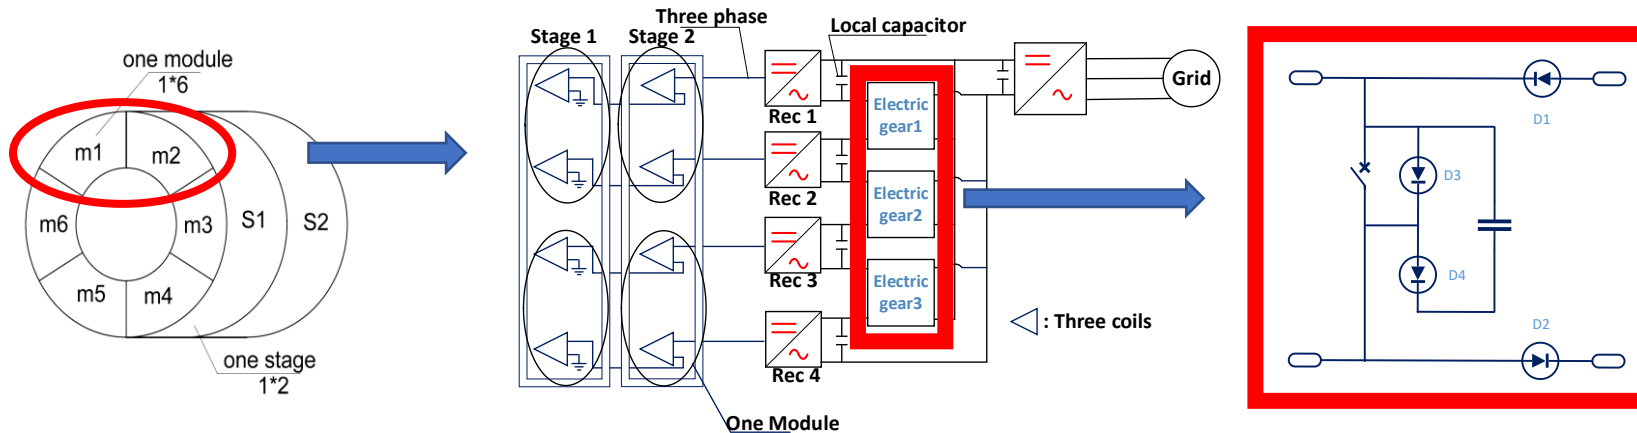 one module
1*6
m1
m2
m6
m3
m5
m4
S1
S2
one stage
1*2
Three phase
Stage 1
Stage 2
Local capacitor
Rec 1
Rec 2
Rec 3
Rec 4
Electric
gear1
Electric
gear2
Electric
gear3
Grid
: Three coils
One Module
D1
D3
D4
D2